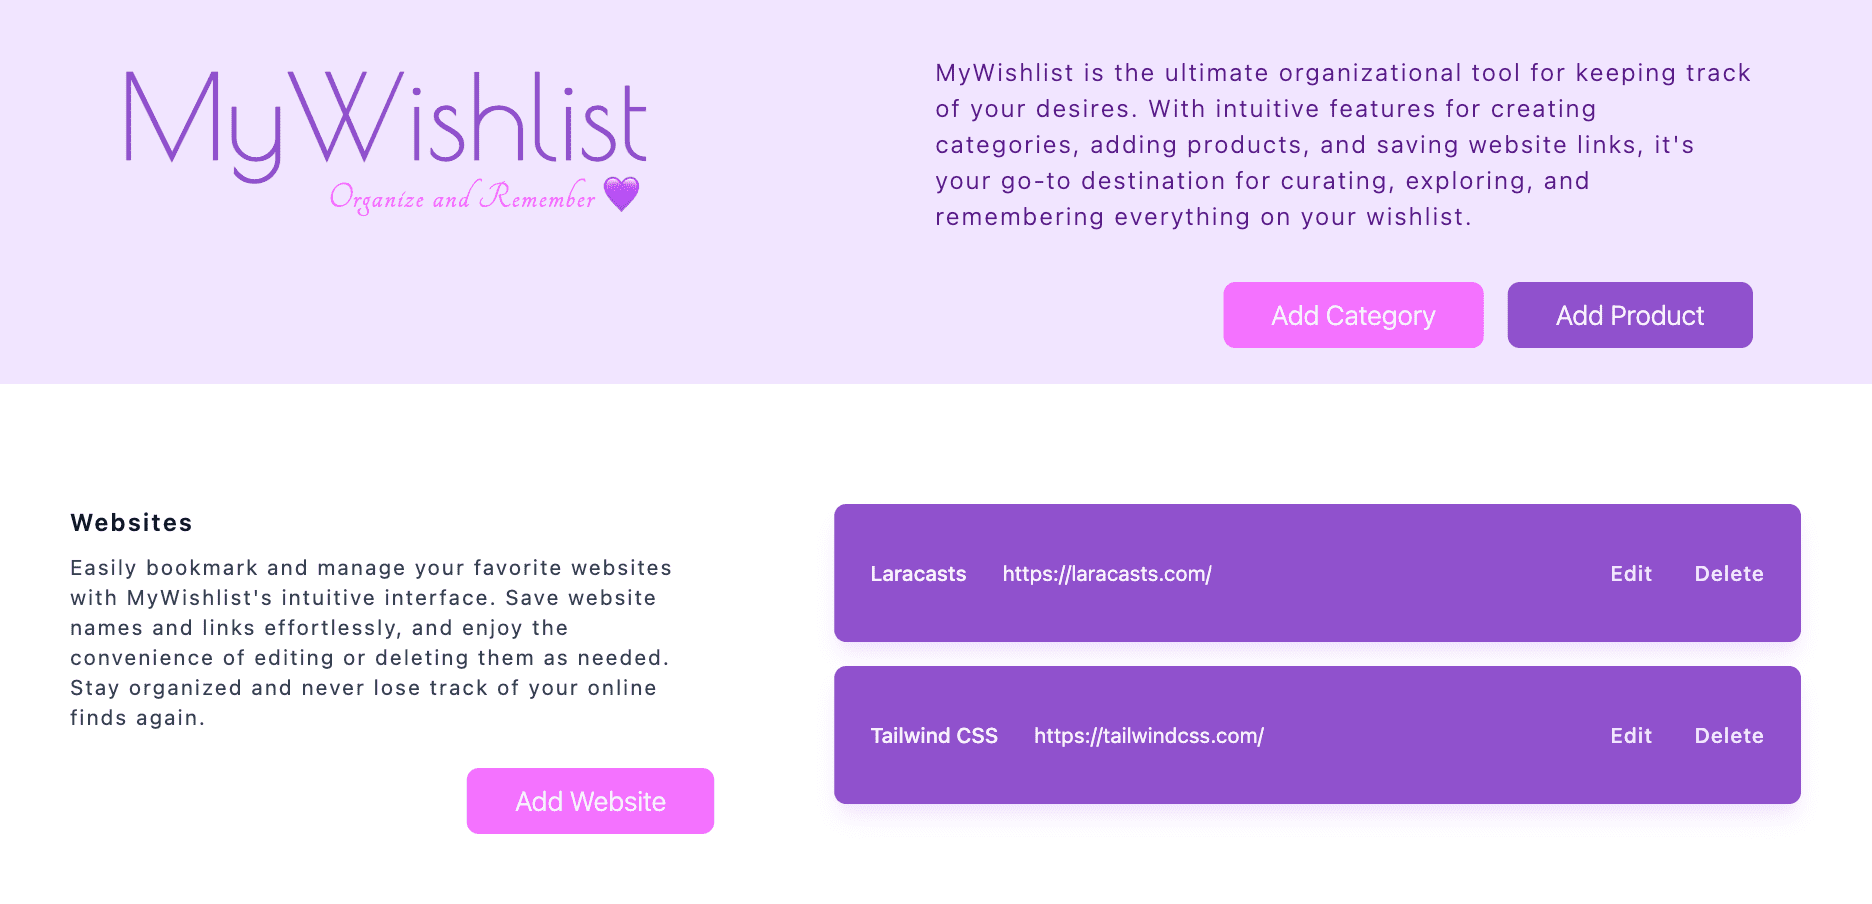 MyWishlist
Organize and Remember 💜
MyWishlist is the ultimate organizational tool for keeping track
of your desires. With intuitive features for creating
categories, adding products, and saving website links, it's
your go-to destination for curating, exploring, and
remembering everything on your wishlist.
Add Category
Add Product
Websites
Easily bookmark and manage your favorite websites
with MyWishlist's intuitive interface. Save website
names and links effortlessly, and enjoy the
convenience of editing or deleting them as needed.
Stay organized and never lose track of your online
finds again.
Add Website
Laracasts https://laracasts.com/ Edit Delete
Tailwind CSS https://tailwindcss.com/ Edit Delete